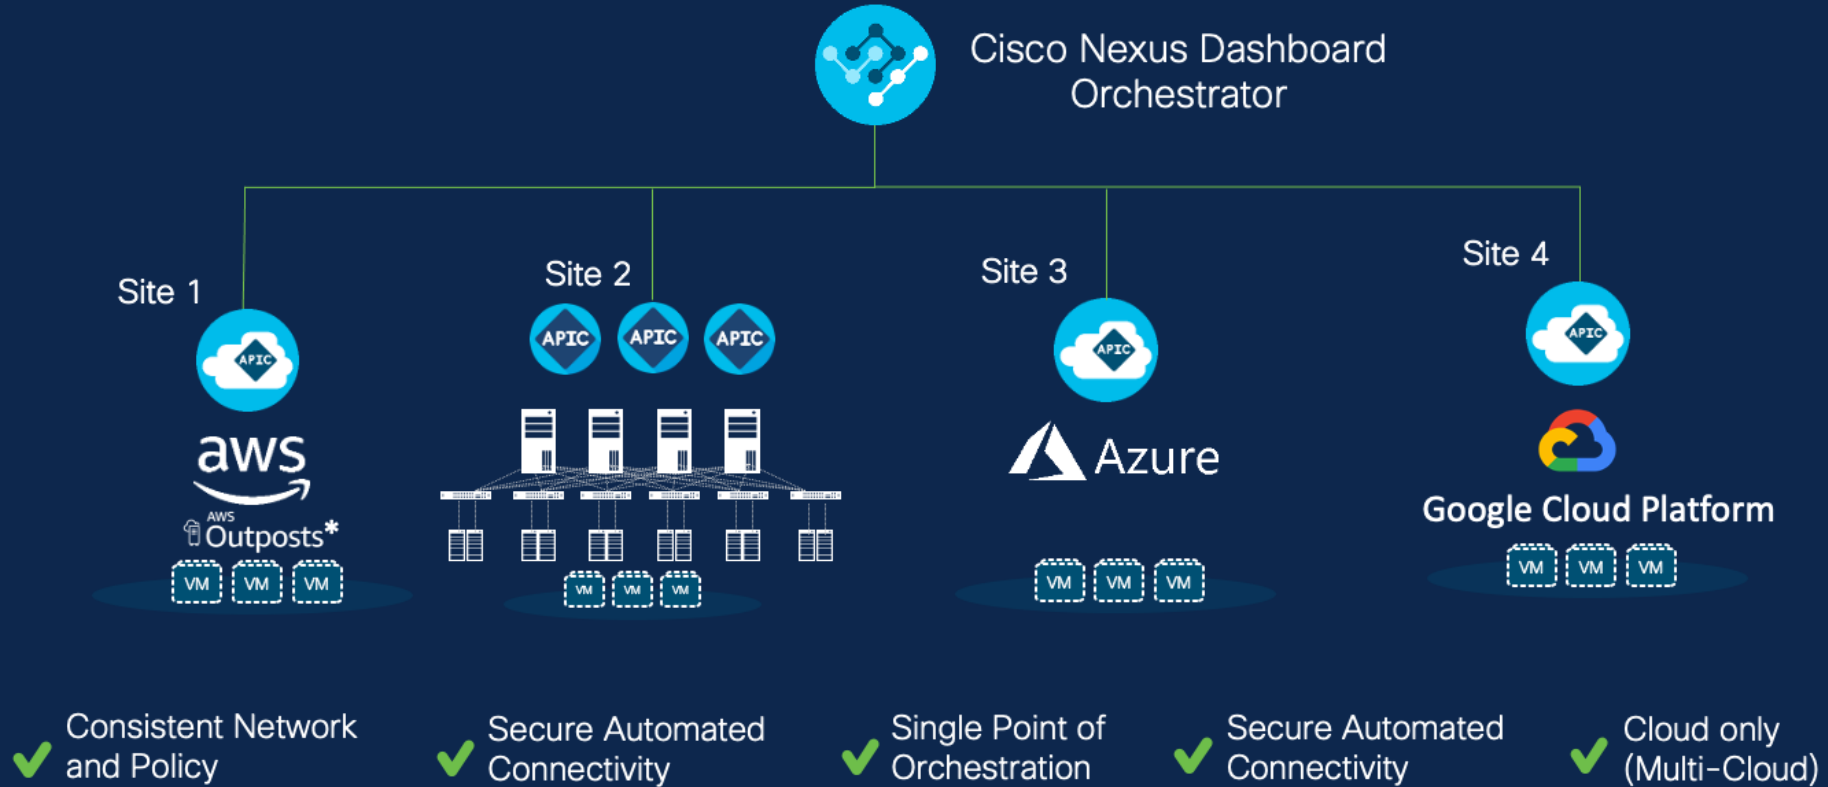 Cisco Nexus Dashboard
Orchestrator
Site 1
Site 2
Site 3
Site 4
APIC
APIC
APIC
APIC
APIC
APIC
aws
AWS
Outposts*
Azure
Google Cloud Platform
VM VM VM
VM VM VM
VM VM VM
VM VM VM
Consistent Network
and Policy
Secure Automated
Connectivity
Single Point of
Orchestration
Secure Automated
Connectivity
Cloud only
(Multi-Cloud)